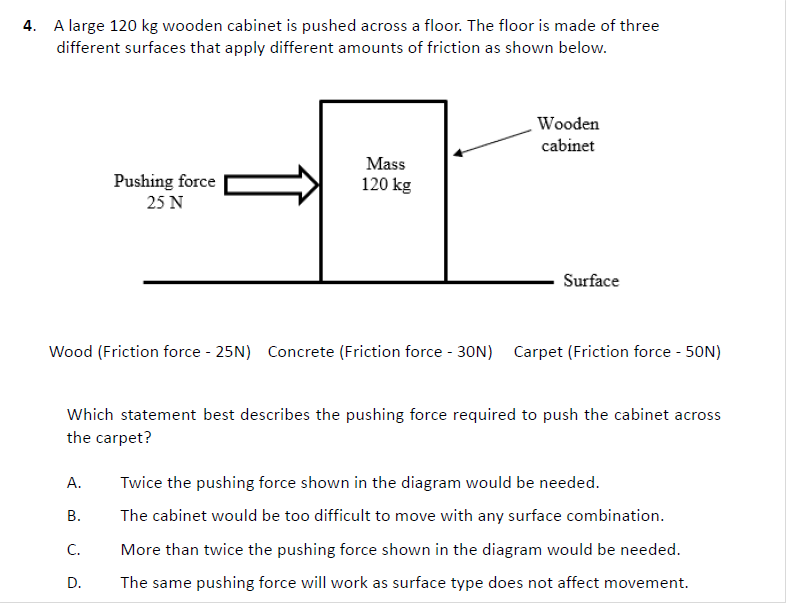 4. A large 120 kg wooden cabinet is pushed across a floor. The floor is made of three
different surfaces that apply different amounts of friction as shown below.
Wooden
cabinet
Mass
120 kg
Pushing force
25 N
Surface
Wood (Friction force - 25N) Concrete (Friction force - 30N) Carpet (Friction force - 50N)
Which statement best describes the pushing force required to push the cabinet across
the carpet?
A. Twice the pushing force shown in the diagram would be needed.
B. The cabinet would be too difficult to move with any surface combination.
C. More than twice the pushing force shown in the diagram would be needed.
D. The same pushing force will work as surface type does not affect movement.